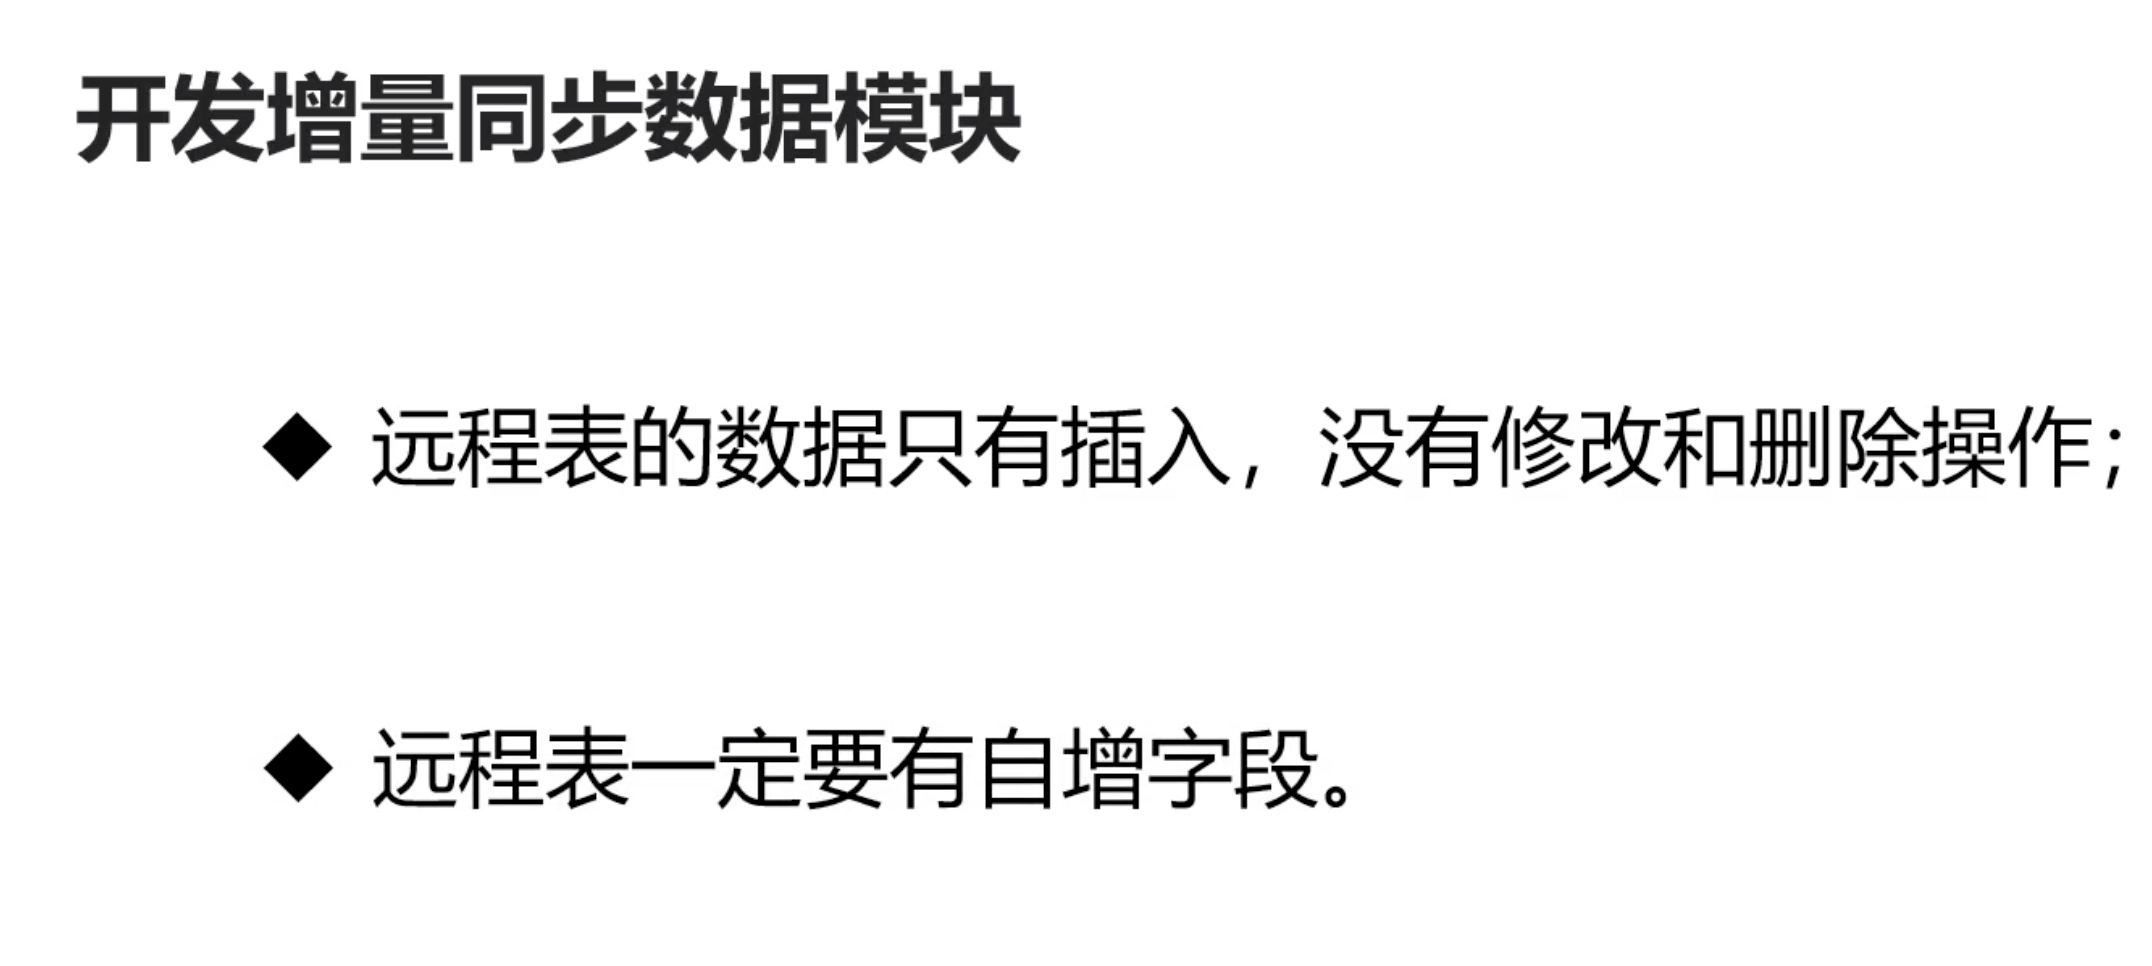 开发增量同步数据模块
◆ 远程表的数据只有插入，没有修改和删除操作；
◆ 远程表一定要有自增字段。